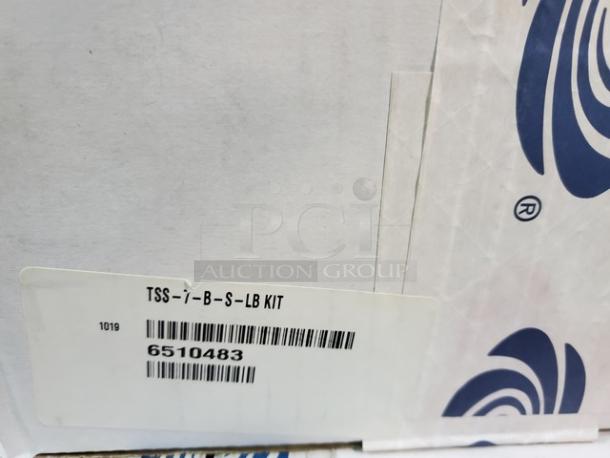 ®
PCI
AUCTION GROUP
TSS-7-B-S-LB KIT
1019
6510483